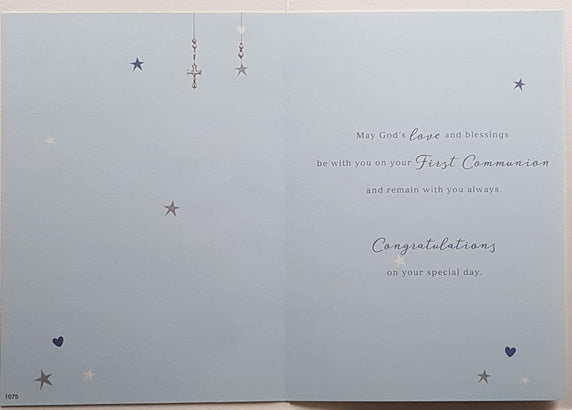 May God's love and blessings
be with you on your First Communion
and remain with you always.
Congratulations
on your special day.
1075